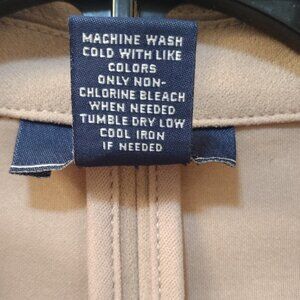 MACHINE WASH
COLD WITH LIKE
COLORS
ONLY NON-
CHLORINE BLEACH
WHEN NEEDED
TUMBLE DRY LOW
COOL IRON
IF NEEDED